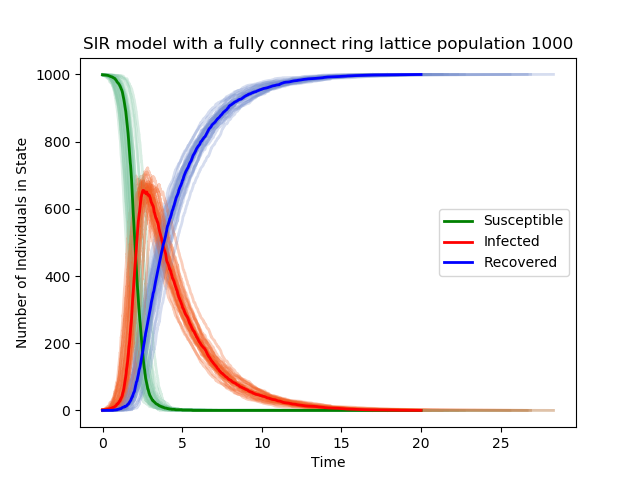 SIR model with a fully connect ring lattice population 1000
Number of Individuals in State
1000
800
600
400
200
0
Susceptible
Infected
Recovered
0 5 10 15 20 25
Time